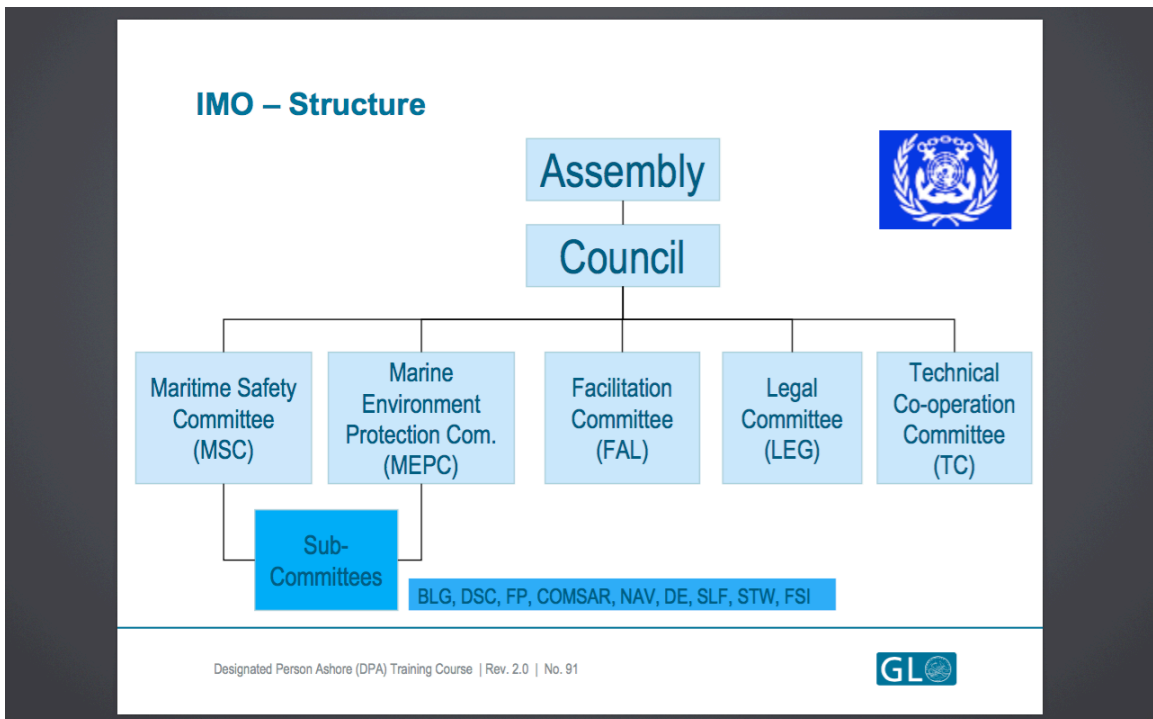 IMO – Structure
Assembly
Council
Maritime Safety
Committee
(MSC)
Marine
Environment
Protection Com.
(MEPC)
Facilitation
Committee
(FAL)
Legal
Committee
(LEG)
Technical
Co-operation
Committee
(TC)
Sub-
Committees
BLG, DSC, FP, COMSAR, NAV, DE, SLF, STW, FSI
Designated Person Ashore (DPA) Training Course | Rev. 2.0 | No. 91
GL